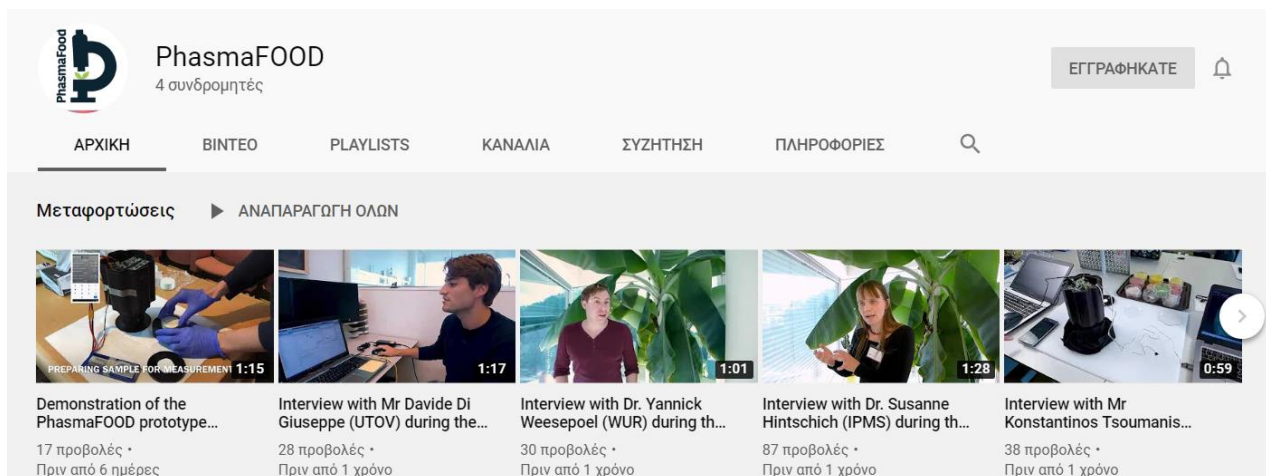 PhasmaFood
PhasmaFOOD
4 συνδρομητές
ΕΓΓΡΑΦΗΚΑΤΕ
ΑΡΧΙΚΗ ΒΙΝΤΕΟ PLAYLISTS ΚΑΝΑΛΙΑ ΣΥΖΗΤΗΣΗ ΠΛΗΡΟΦΟΡΙΕΣ
Μεταφορτώσεις ΑΝΑΠΑΡΑΓΩΓΗ ΟΛΩΝ
PREPARING SAMPLE FOR MEASUREMENT 1:15
1:17
1:01
1:28
0:59
Demonstration of the
PhasmaFOOD prototype...
17 προβολές •
Πριν από 6 ημέρες
Interview with Mr Davide Di
Giuseppe (UTOV) during the...
28 προβολές •
Πριν από 1 χρόνο
Interview with Dr. Yannick
Weesepoel (WUR) during th...
30 προβολές •
Πριν από 1 χρόνο
Interview with Dr. Susanne
Hintschich (IPMS) during th...
87 προβολές •
Πριν από 1 χρόνο
Interview with Mr
Konstantinos Tsoumanis...
38 προβολές •
Πριν από 1 χρόνο